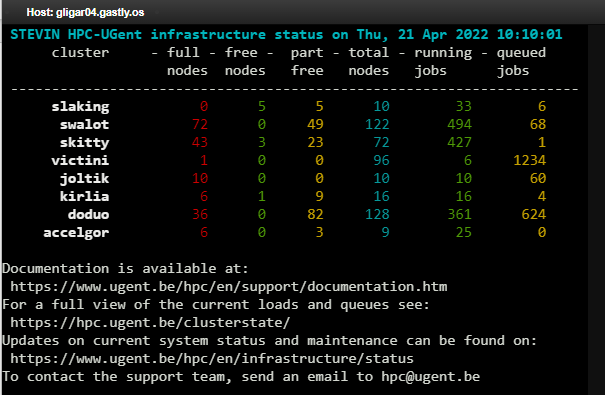 Host: gligar04.gastly.os
STEVIN HPC-UGent infrastructure status on Thu, 21 Apr 2022 10:10:01
cluster - full - free - part - total - running - queued
nodes nodes free nodes jobs jobs
-------------------------------------------------------------------------
slaking 0 5 5 10 33 6
swalot 72 0 49 122 494 68
skitty 43 3 23 72 427 1
victini 1 0 0 96 6 1234
joltik 10 0 0 10 10 60
kirlia 6 1 9 16 16 4
doduo 36 0 82 128 361 624
accelgor 6 0 3 9 25 0
Documentation is available at:
https://www.ugent.be/hpc/en/support/documentation.htm
For a full view of the current loads and queues see:
https://hpc.ugent.be/clusterstate/
Updates on current system status and maintenance can be found on:
https://www.ugent.be/hpc/en/infrastructure/status
To contact the support team, send an email to hpc@ugent.be